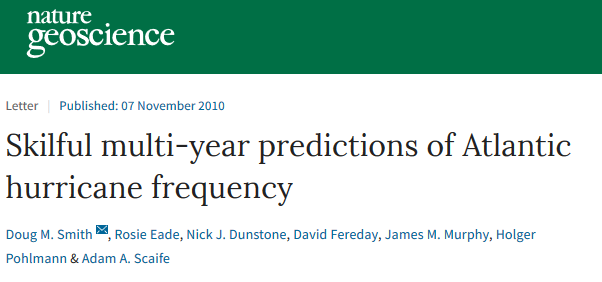 nature
geoscience
Letter | Published: 07 November 2010
Skilful multi-year predictions of Atlantic
hurricane frequency
Doug M. Smith, Rosie Eade, Nick J. Dunstone, David Fereday, James M. Murphy, Holger
Pohlmann & Adam A. Scaife